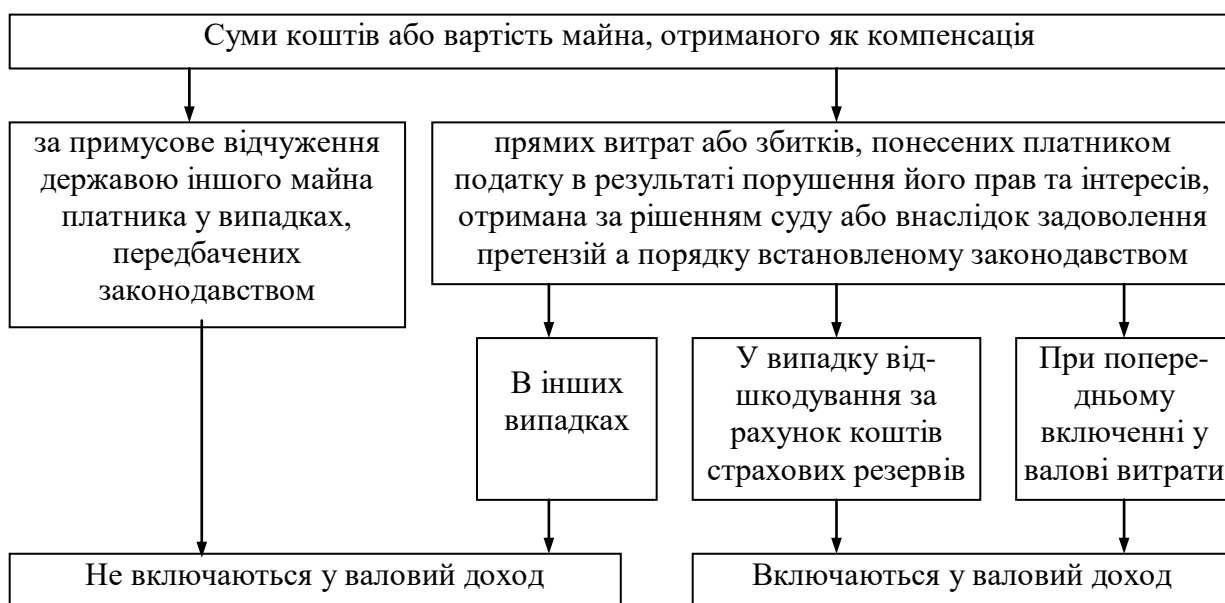 Суми коштів або вартість майна, отриманого як компенсація
за примусове відчуження
державою іншого майна
платника у випадках,
передбачених
законодавством
прямих витрат або збитків, понесених платником
податку в результаті порушення його прав та інтересів,
отримана за рішенням суду або внаслідок задоволення
претензій а порядку встановленому законодавством
В інших
випадках
У випадку від-
шкодування за
рахунок коштів
страхових резервів
При попере-
дньому
включенні у
валові витрати
Не включаються у валовий доход
Включаються у валовий доход